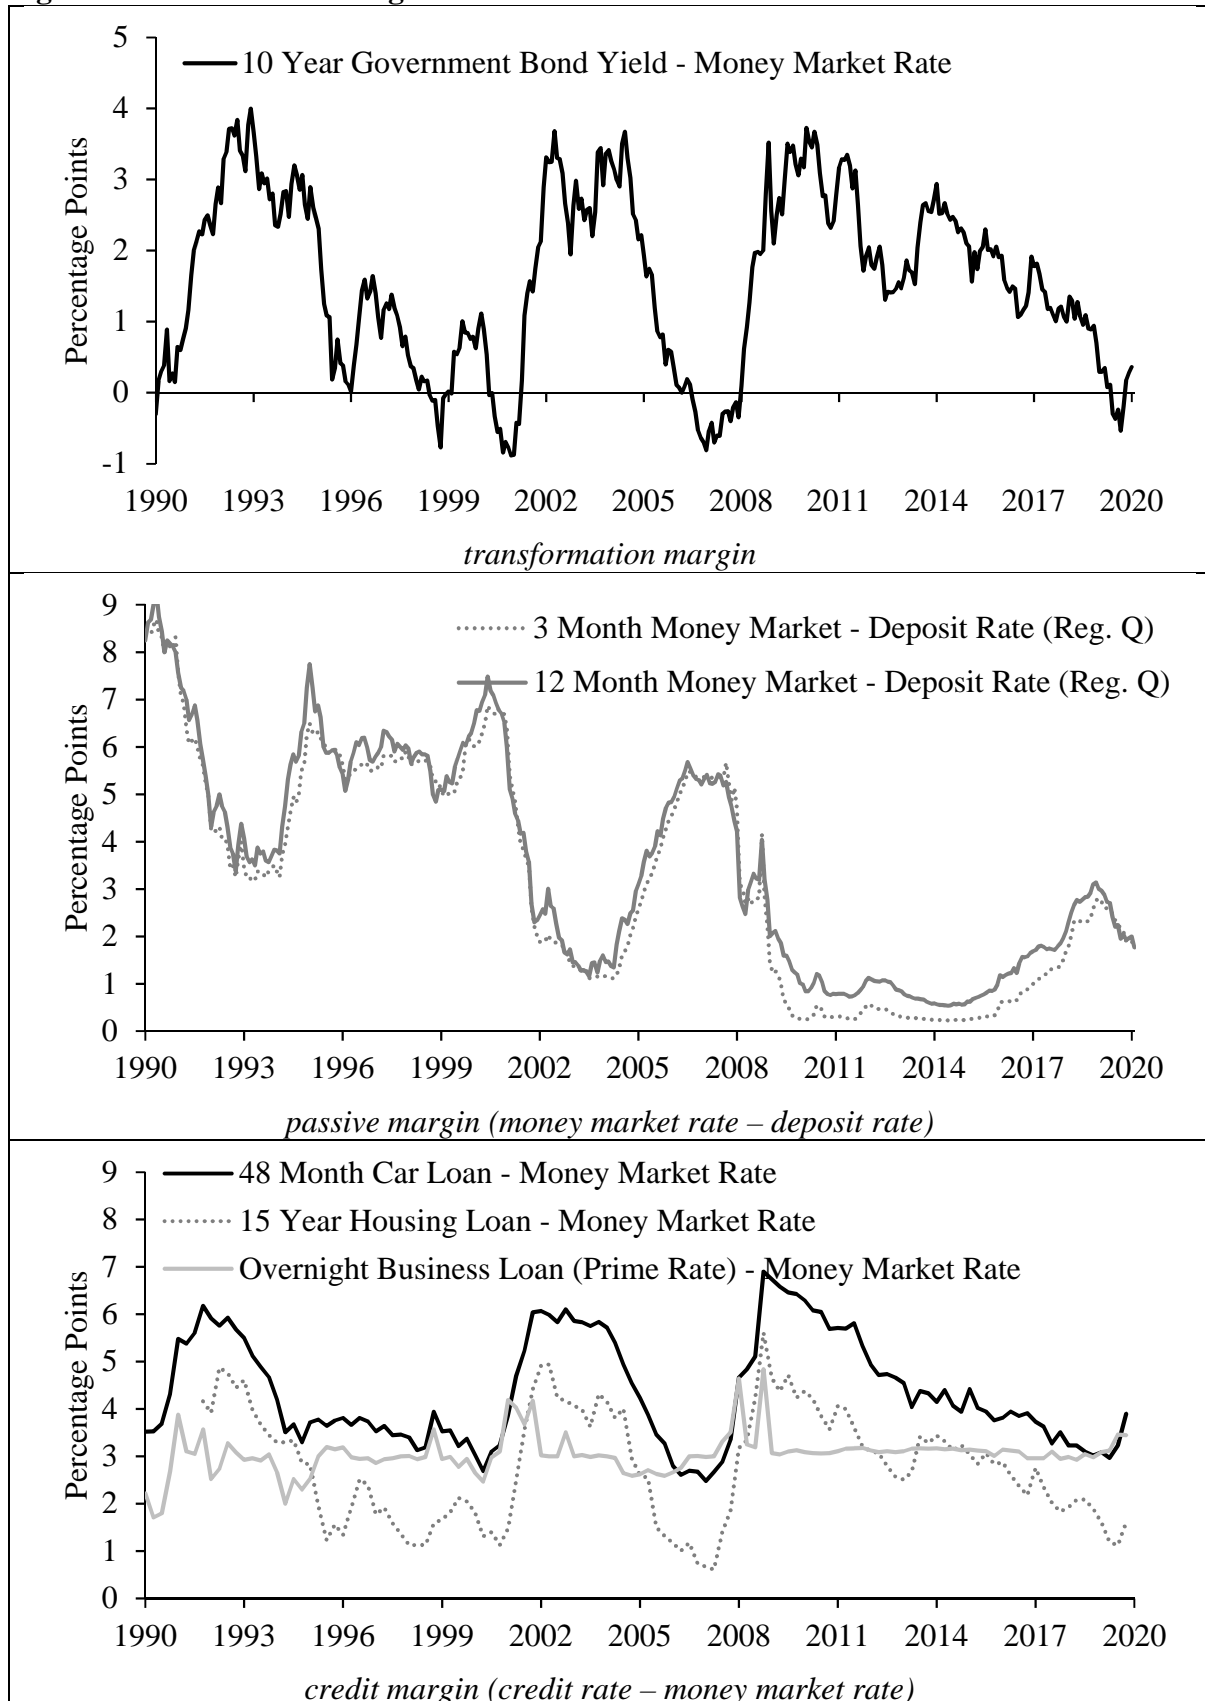 5
10 Year Government Bond Yield - Money Market Rate
4
3
2
1
0
-1
Percentage Points
1990 1993 1996 1999 2002 2005 2008 2011 2014 2017 2020
transformation margin
9
3 Month Money Market - Deposit Rate (Reg. Q)
8
12 Month Money Market - Deposit Rate (Reg. Q)
7
6
5
4
3
2
1
0
Percentage Points
1990 1993 1996 1999 2002 2005 2008 2011 2014 2017 2020
passive margin (money market rate – deposit rate)
9
48 Month Car Loan - Money Market Rate
8
15 Year Housing Loan - Money Market Rate
7
Overnight Business Loan (Prime Rate) - Money Market Rate
6
5
4
3
2
1
0
Percentage Points
1990 1993 1996 1999 2002 2005 2008 2011 2014 2017 2020
credit margin (credit rate – money market rate)